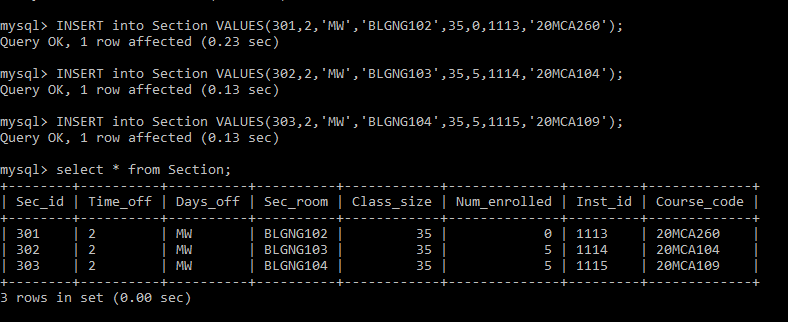 mysql> INSERT into Section VALUES(301,2,'MW','BLGNG102',35,0,1113,'20MCA260');
Query OK, 1 row affected (0.23 sec)
mysql> INSERT into Section VALUES(302,2,'MW','BLGNG103',35,5,1114,'20MCA104');
Query OK, 1 row affected (0.13 sec)
mysql> INSERT into Section VALUES(303,2,'MW','BLGNG104',35,5,1115,'20MCA109');
Query OK, 1 row affected (0.13 sec)
mysql> select * from Section;
+--------+----------+----------+----------+------------+--------------+---------+-------------+
| Sec_id | Time_off | Days_off | Sec_room | Class_size | Num_enrolled | Inst_id | Course_code |
+--------+----------+----------+----------+------------+--------------+---------+-------------+
| 301    | 2        | MW       | BLGNG102 |         35 |            0 | 1113    | 20MCA260    |
| 302    | 2        | MW       | BLGNG103 |         35 |            5 | 1114    | 20MCA104    |
| 303    | 2        | MW       | BLGNG104 |         35 |            5 | 1115    | 20MCA109    |
+--------+----------+----------+----------+------------+--------------+---------+-------------+
3 rows in set (0.00 sec)